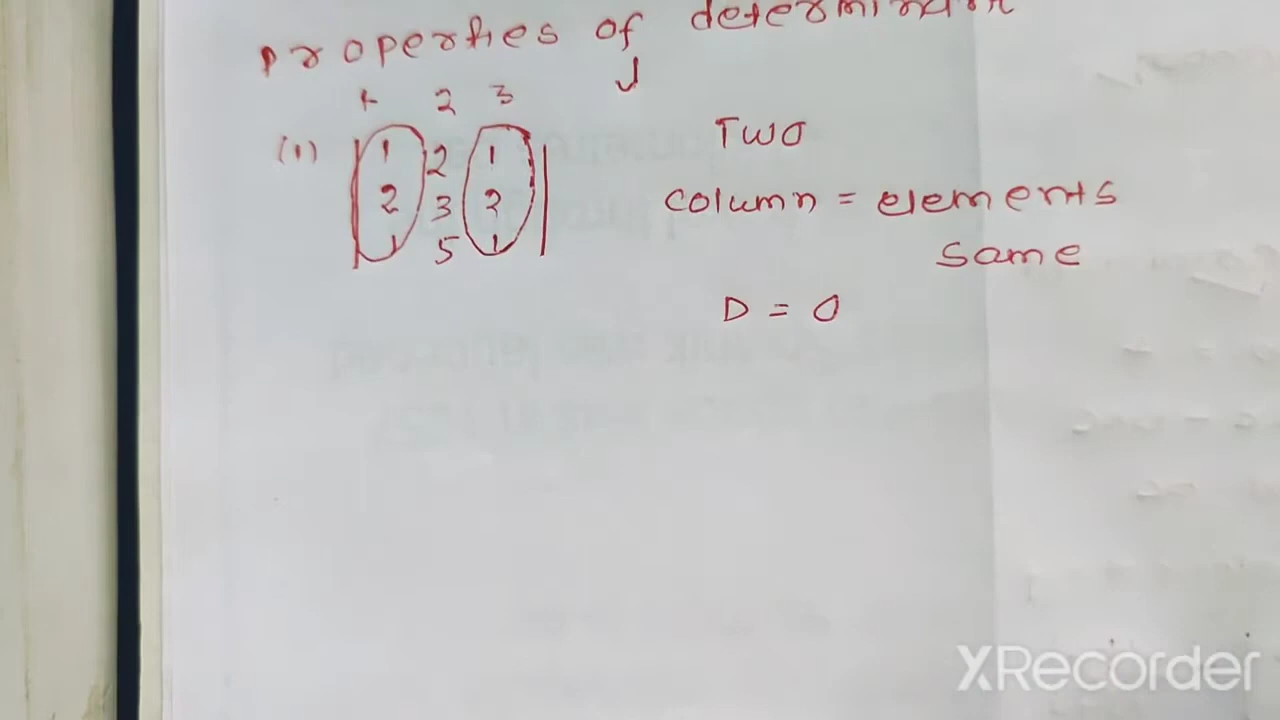 properties of determinant
1 2 3
(1) | 1 2 1 |
2 3 2
1 5 1
Two
column = elements
same
D = 0
XRecorder